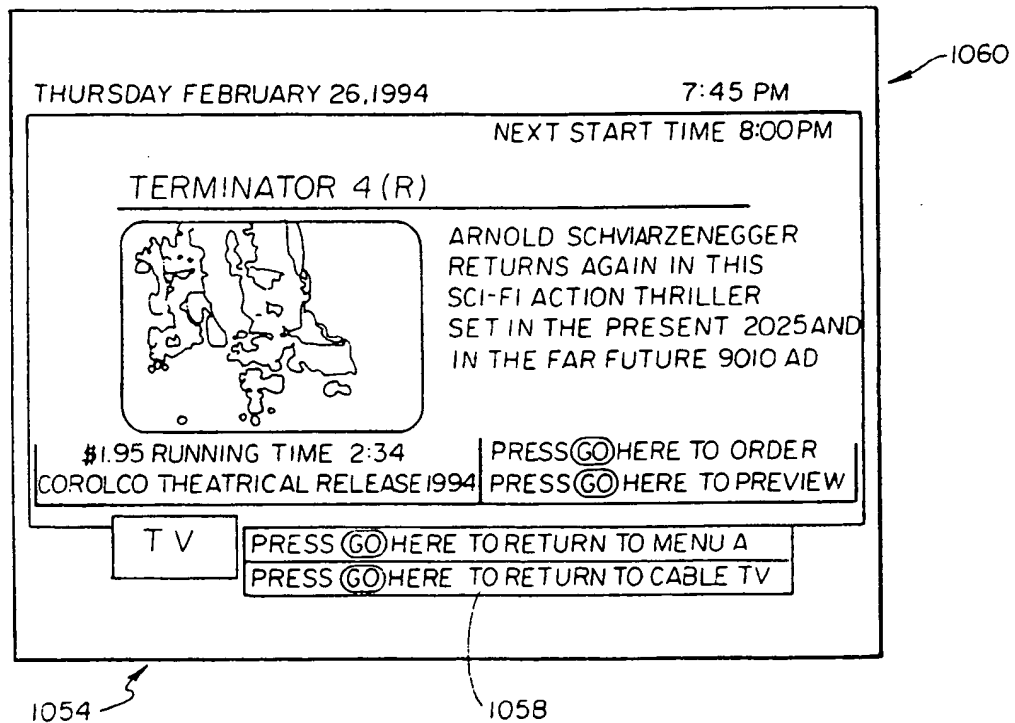 1060
THURSDAY FEBRUARY 26,1994 7:45 PM
NEXT START TIME 8:00PM
TERMINATOR 4 (R)
ARNOLD SCHVIARZENEGGER
RETURNS AGAIN IN THIS
SCI-FI ACTION THRILLER
SET IN THE PRESENT 2025 AND
IN THE FAR FUTURE 9010 AD
$1.95 RUNNING TIME 2:34
COROLCO THEATRICAL RELEASE 1994
PRESS GO HERE TO ORDER
PRESS GO HERE TO PREVIEW
TV
PRESS GO HERE TO RETURN TO MENU A
PRESS GO HERE TO RETURN TO CABLE TV
1054
1058